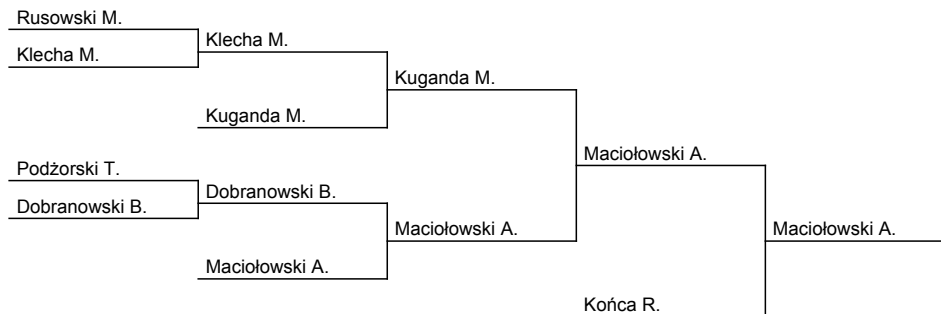 Rusowski M.
Klecha M.
Klecha M.
Kuganda M.
Kuganda M.
Maciołowski A.
Podżorski T.
Dobranowski B.
Dobranowski B.
Maciołowski A.
Maciołowski A.
Maciołowski A.
Końca R.